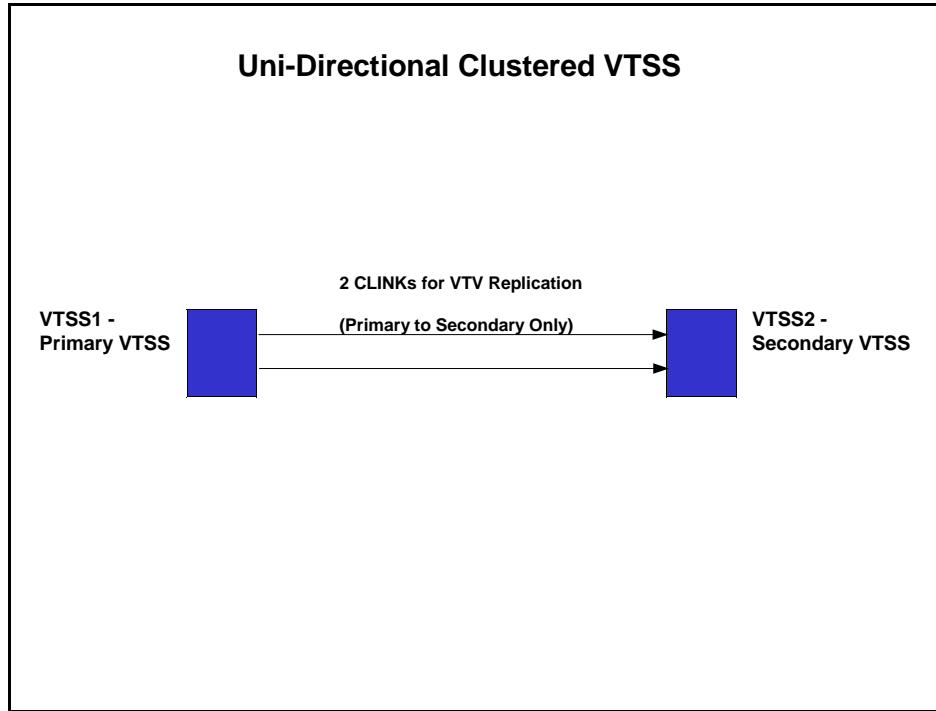 Uni-Directional Clustered VTSS
2 CLINKs for VTV Replication
(Primary to Secondary Only)
VTSS1 -
Primary VTSS
VTSS2 -
Secondary VTSS